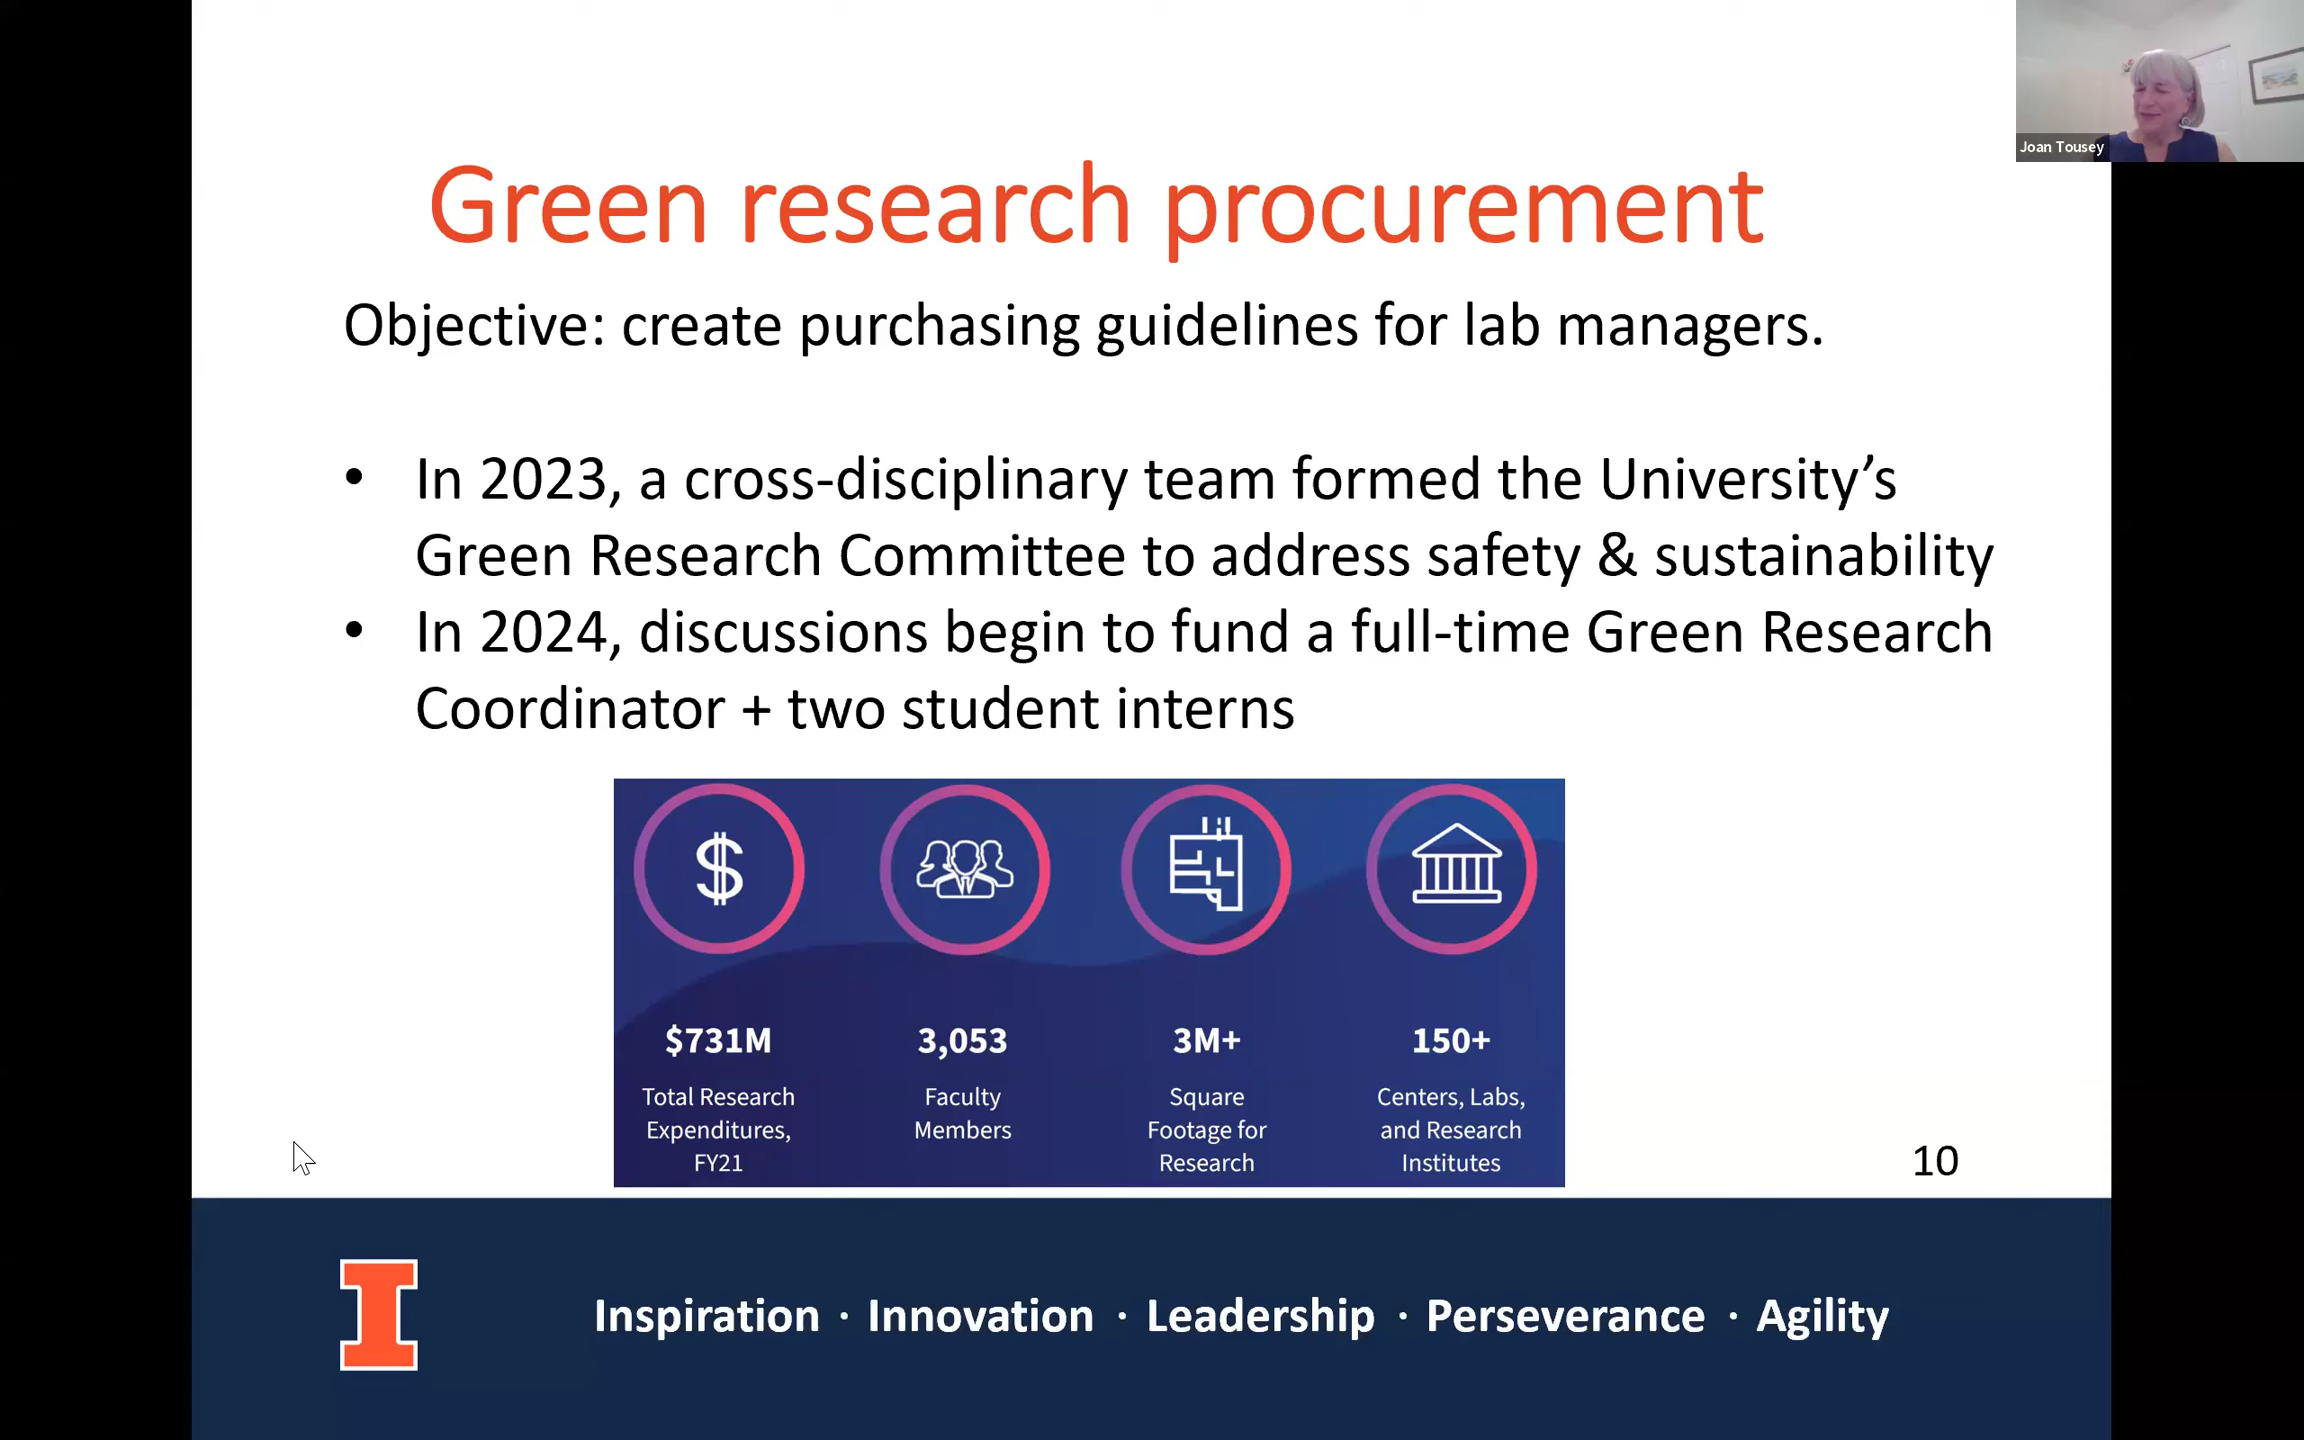 Joan Tousey
Green research procurement
Objective: create purchasing guidelines for lab managers.
• In 2023, a cross-disciplinary team formed the University’s
Green Research Committee to address safety & sustainability
• In 2024, discussions begin to fund a full-time Green Research
Coordinator + two student interns
$731M
Total Research
Expenditures,
FY21
3,053
Faculty
Members
3M+
Square
Footage for
Research
150+
Centers, Labs,
and Research
Institutes
10
I
Inspiration · Innovation · Leadership · Perseverance · Agility